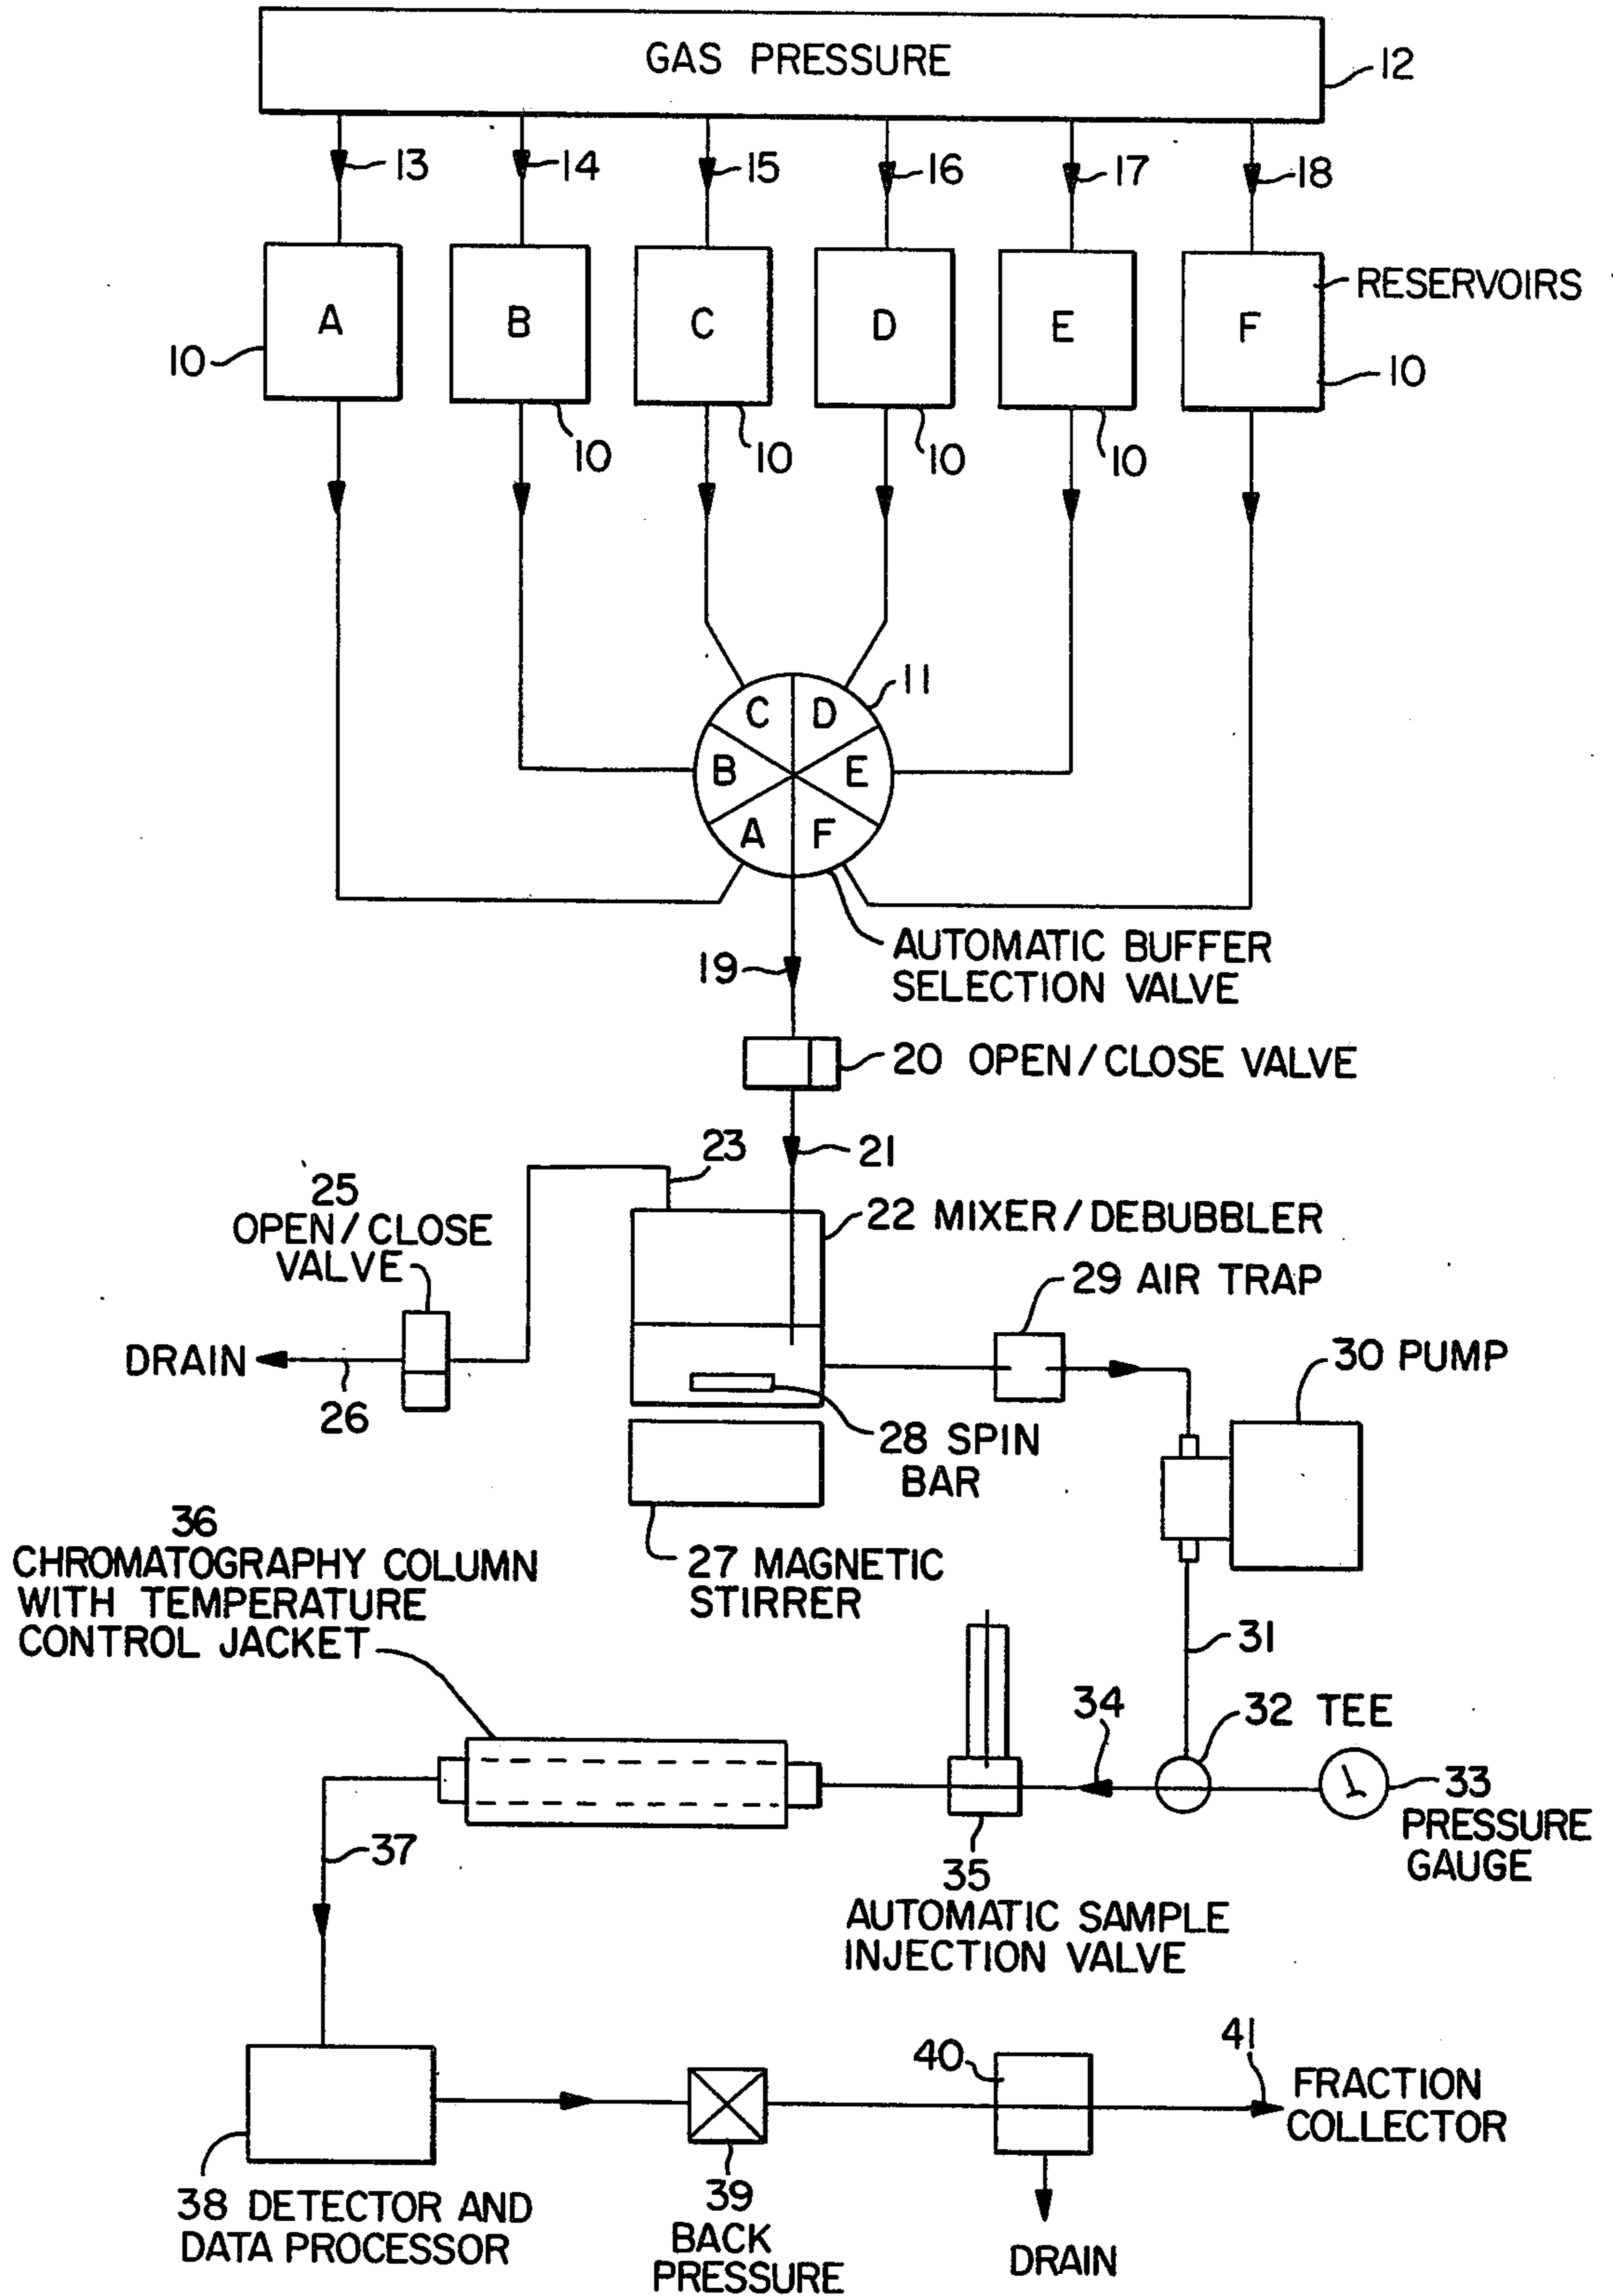 GAS PRESSURE
12
13
14
15
16
17
18
A
B
C
D
E
F
RESERVOIRS
10
10
10
10
10
10
11
C
D
B
E
A
F
AUTOMATIC BUFFER
SELECTION VALVE
19
20 OPEN/CLOSE VALVE
21
23
25
OPEN/CLOSE
VALVE
22 MIXER/DEBUBBLER
29 AIR TRAP
DRAIN
26
30 PUMP
28 SPIN
BAR
27 MAGNETIC
STIRRER
36
CHROMATOGRAPHY COLUMN
WITH TEMPERATURE
CONTROL JACKET
31
34
32 TEE
33
PRESSURE
GAUGE
35
AUTOMATIC SAMPLE
INJECTION VALVE
37
38 DETECTOR AND
DATA PROCESSOR
39
BACK
PRESSURE
40
41
FRACTION
COLLECTOR
DRAIN